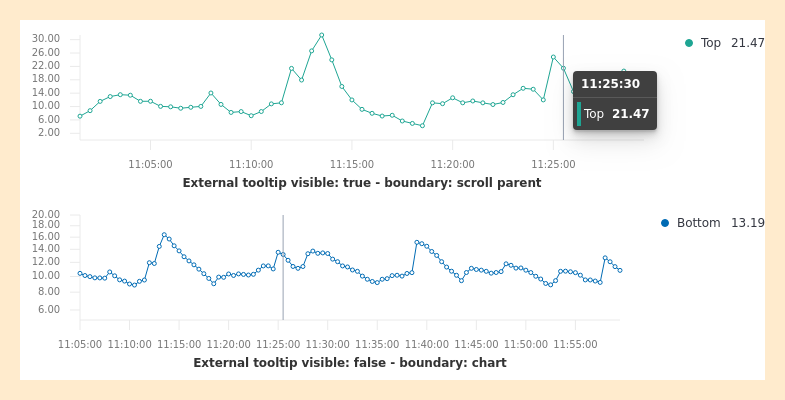 30.00
26.00
22.00
18.00
14.00
10.00
6.00
2.00
11:05:00 11:10:00 11:15:00 11:20:00 11:25:00
Top 21.47
11:25:30
Top 21.47
External tooltip visible: true - boundary: scroll parent
20.00
18.00
16.00
14.00
12.00
10.00
8.00
6.00
11:05:00 11:10:00 11:15:00 11:20:00 11:25:00 11:30:00 11:35:00 11:40:00 11:45:00 11:50:00 11:55:00
Bottom 13.19
External tooltip visible: false - boundary: chart